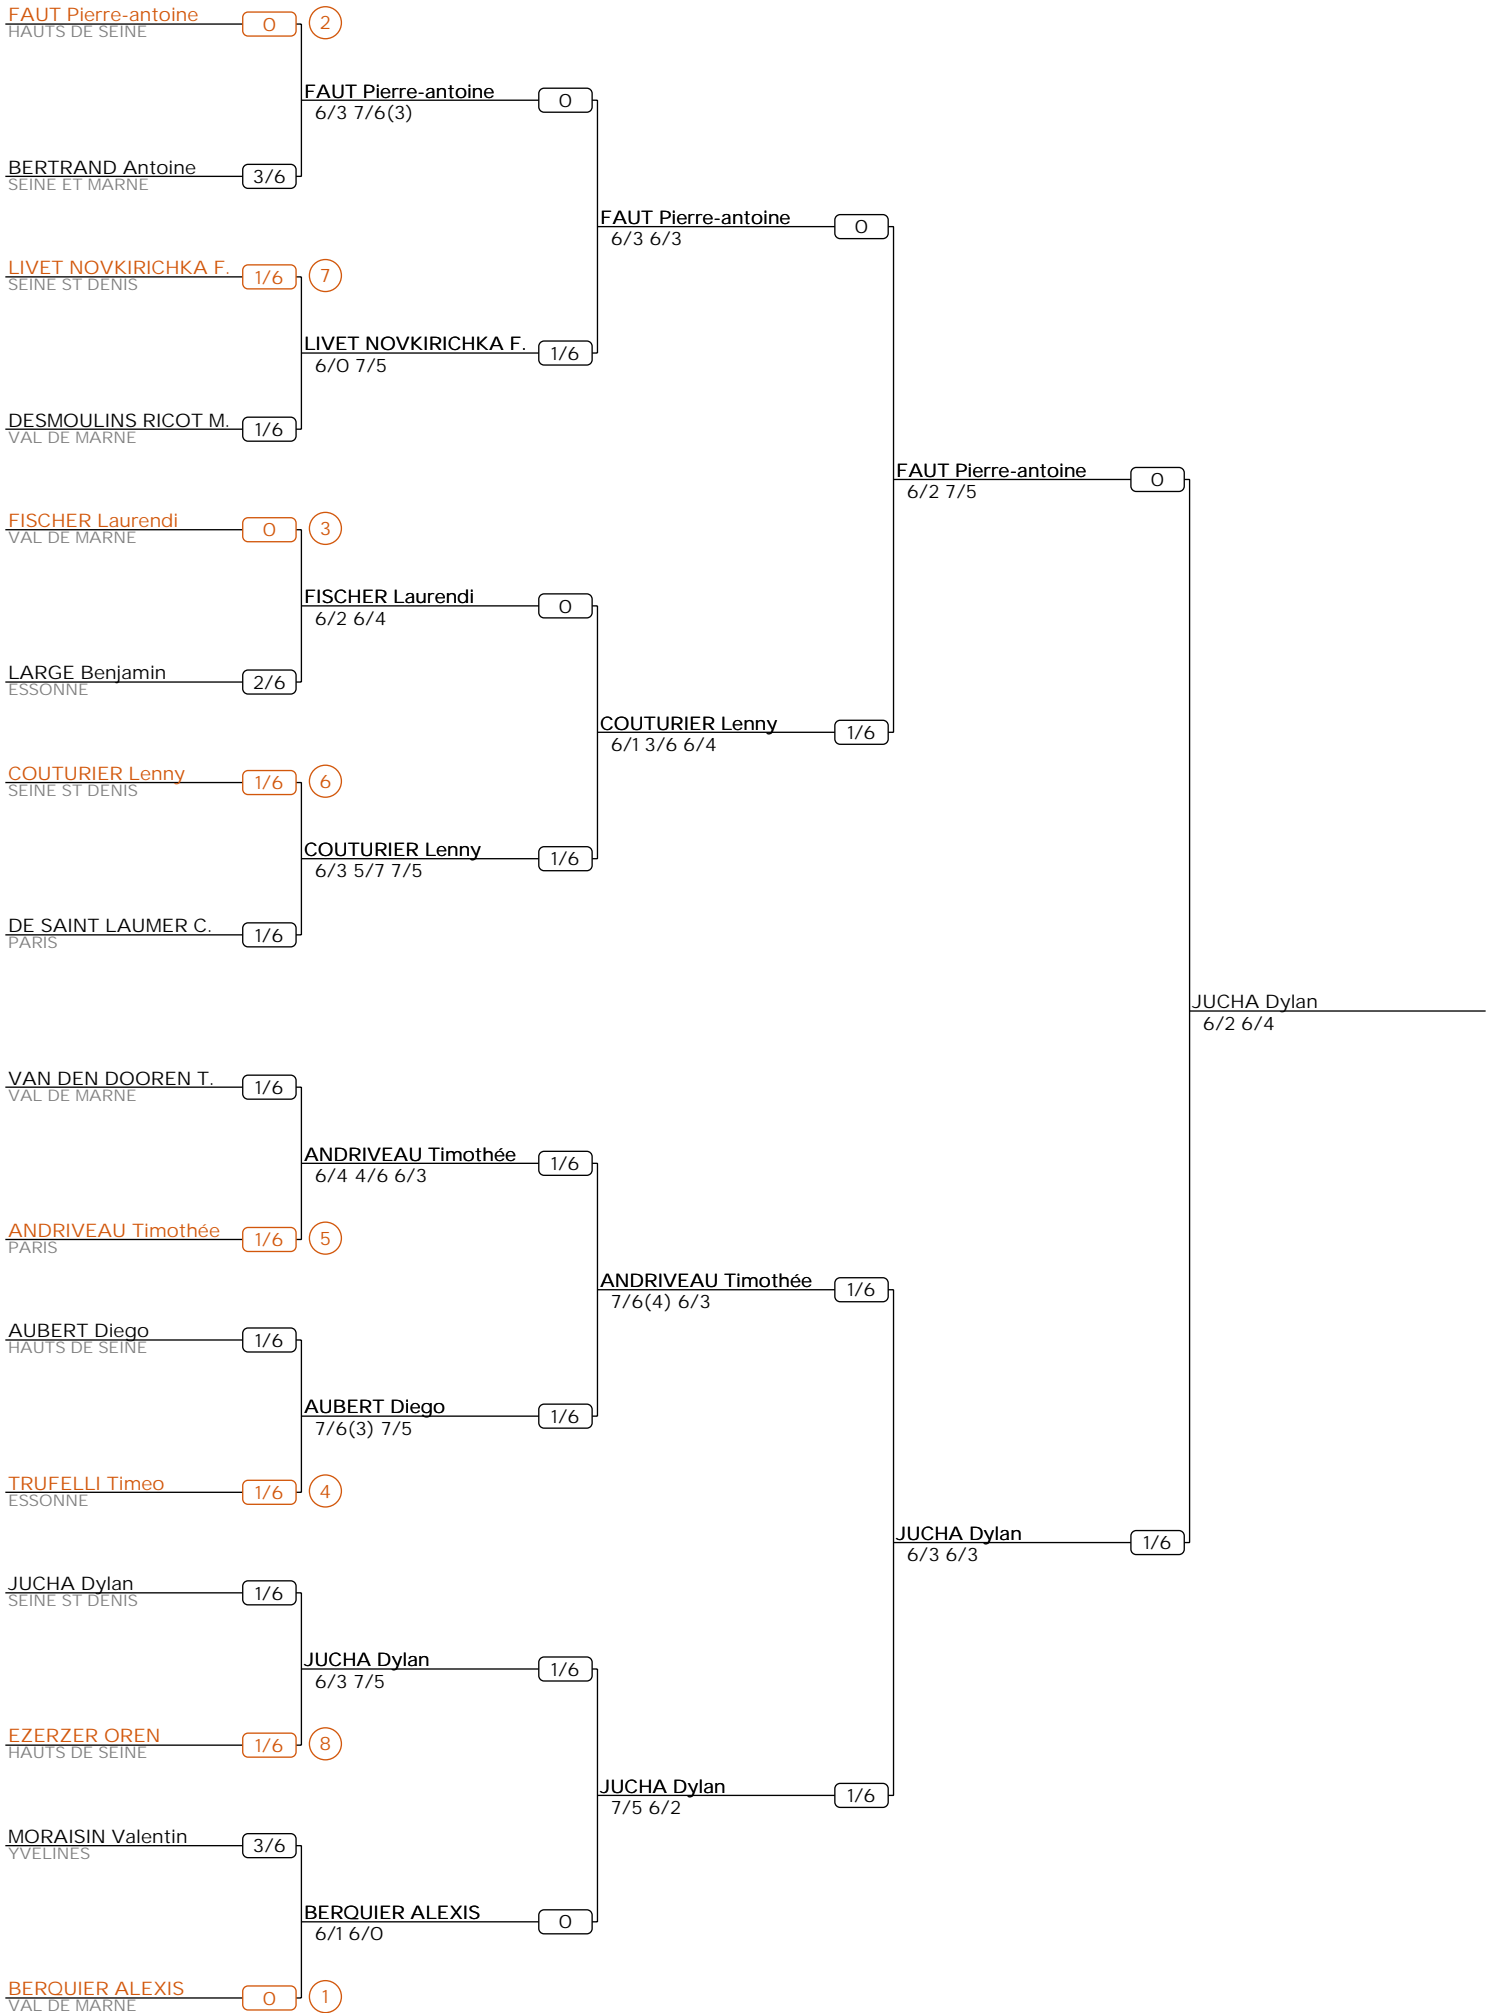 FAUT Pierre-antoine
HAUTS DE SEINE
0
2
FAUT Pierre-antoine
6/3 7/6(3)
0
BERTRAND Antoine
SEINE ET MARNE
3/6
FAUT Pierre-antoine
6/3 6/3
0
LIVET NOVKIRICHKA F.
SEINE ST DENIS
1/6
7
LIVET NOVKIRICHKA F.
6/0 7/5
1/6
DESMOULINS RICOT M.
VAL DE MARNE
1/6
FAUT Pierre-antoine
6/2 7/5
0
FISCHER Laurendi
VAL DE MARNE
0
3
FISCHER Laurendi
6/2 6/4
0
LARGE Benjamin
ESSONNE
2/6
COUTURIER Lenny
6/1 3/6 6/4
1/6
COUTURIER Lenny
SEINE ST DENIS
1/6
6
COUTURIER Lenny
6/3 5/7 7/5
1/6
DE SAINT LAUMER C.
PARIS
1/6
JUCHA Dylan
6/2 6/4
VAN DEN DOOREN T.
VAL DE MARNE
1/6
ANDRIVEAU Timothée
6/4 4/6 6/3
1/6
ANDRIVEAU Timothée
PARIS
1/6
5
ANDRIVEAU Timothée
7/6(4) 6/3
1/6
AUBERT Diego
HAUTS DE SEINE
1/6
AUBERT Diego
7/6(3) 7/5
1/6
TRUFELLI Timeo
ESSONNE
1/6
4
JUCHA Dylan
6/3 6/3
1/6
JUCHA Dylan
SEINE ST DENIS
1/6
JUCHA Dylan
6/3 7/5
1/6
EZERZER OREN
HAUTS DE SEINE
1/6
8
JUCHA Dylan
7/5 6/2
1/6
MORAISIN Valentin
YVELINES
3/6
BERQUIER ALEXIS
6/1 6/0
0
BERQUIER ALEXIS
VAL DE MARNE
0
1